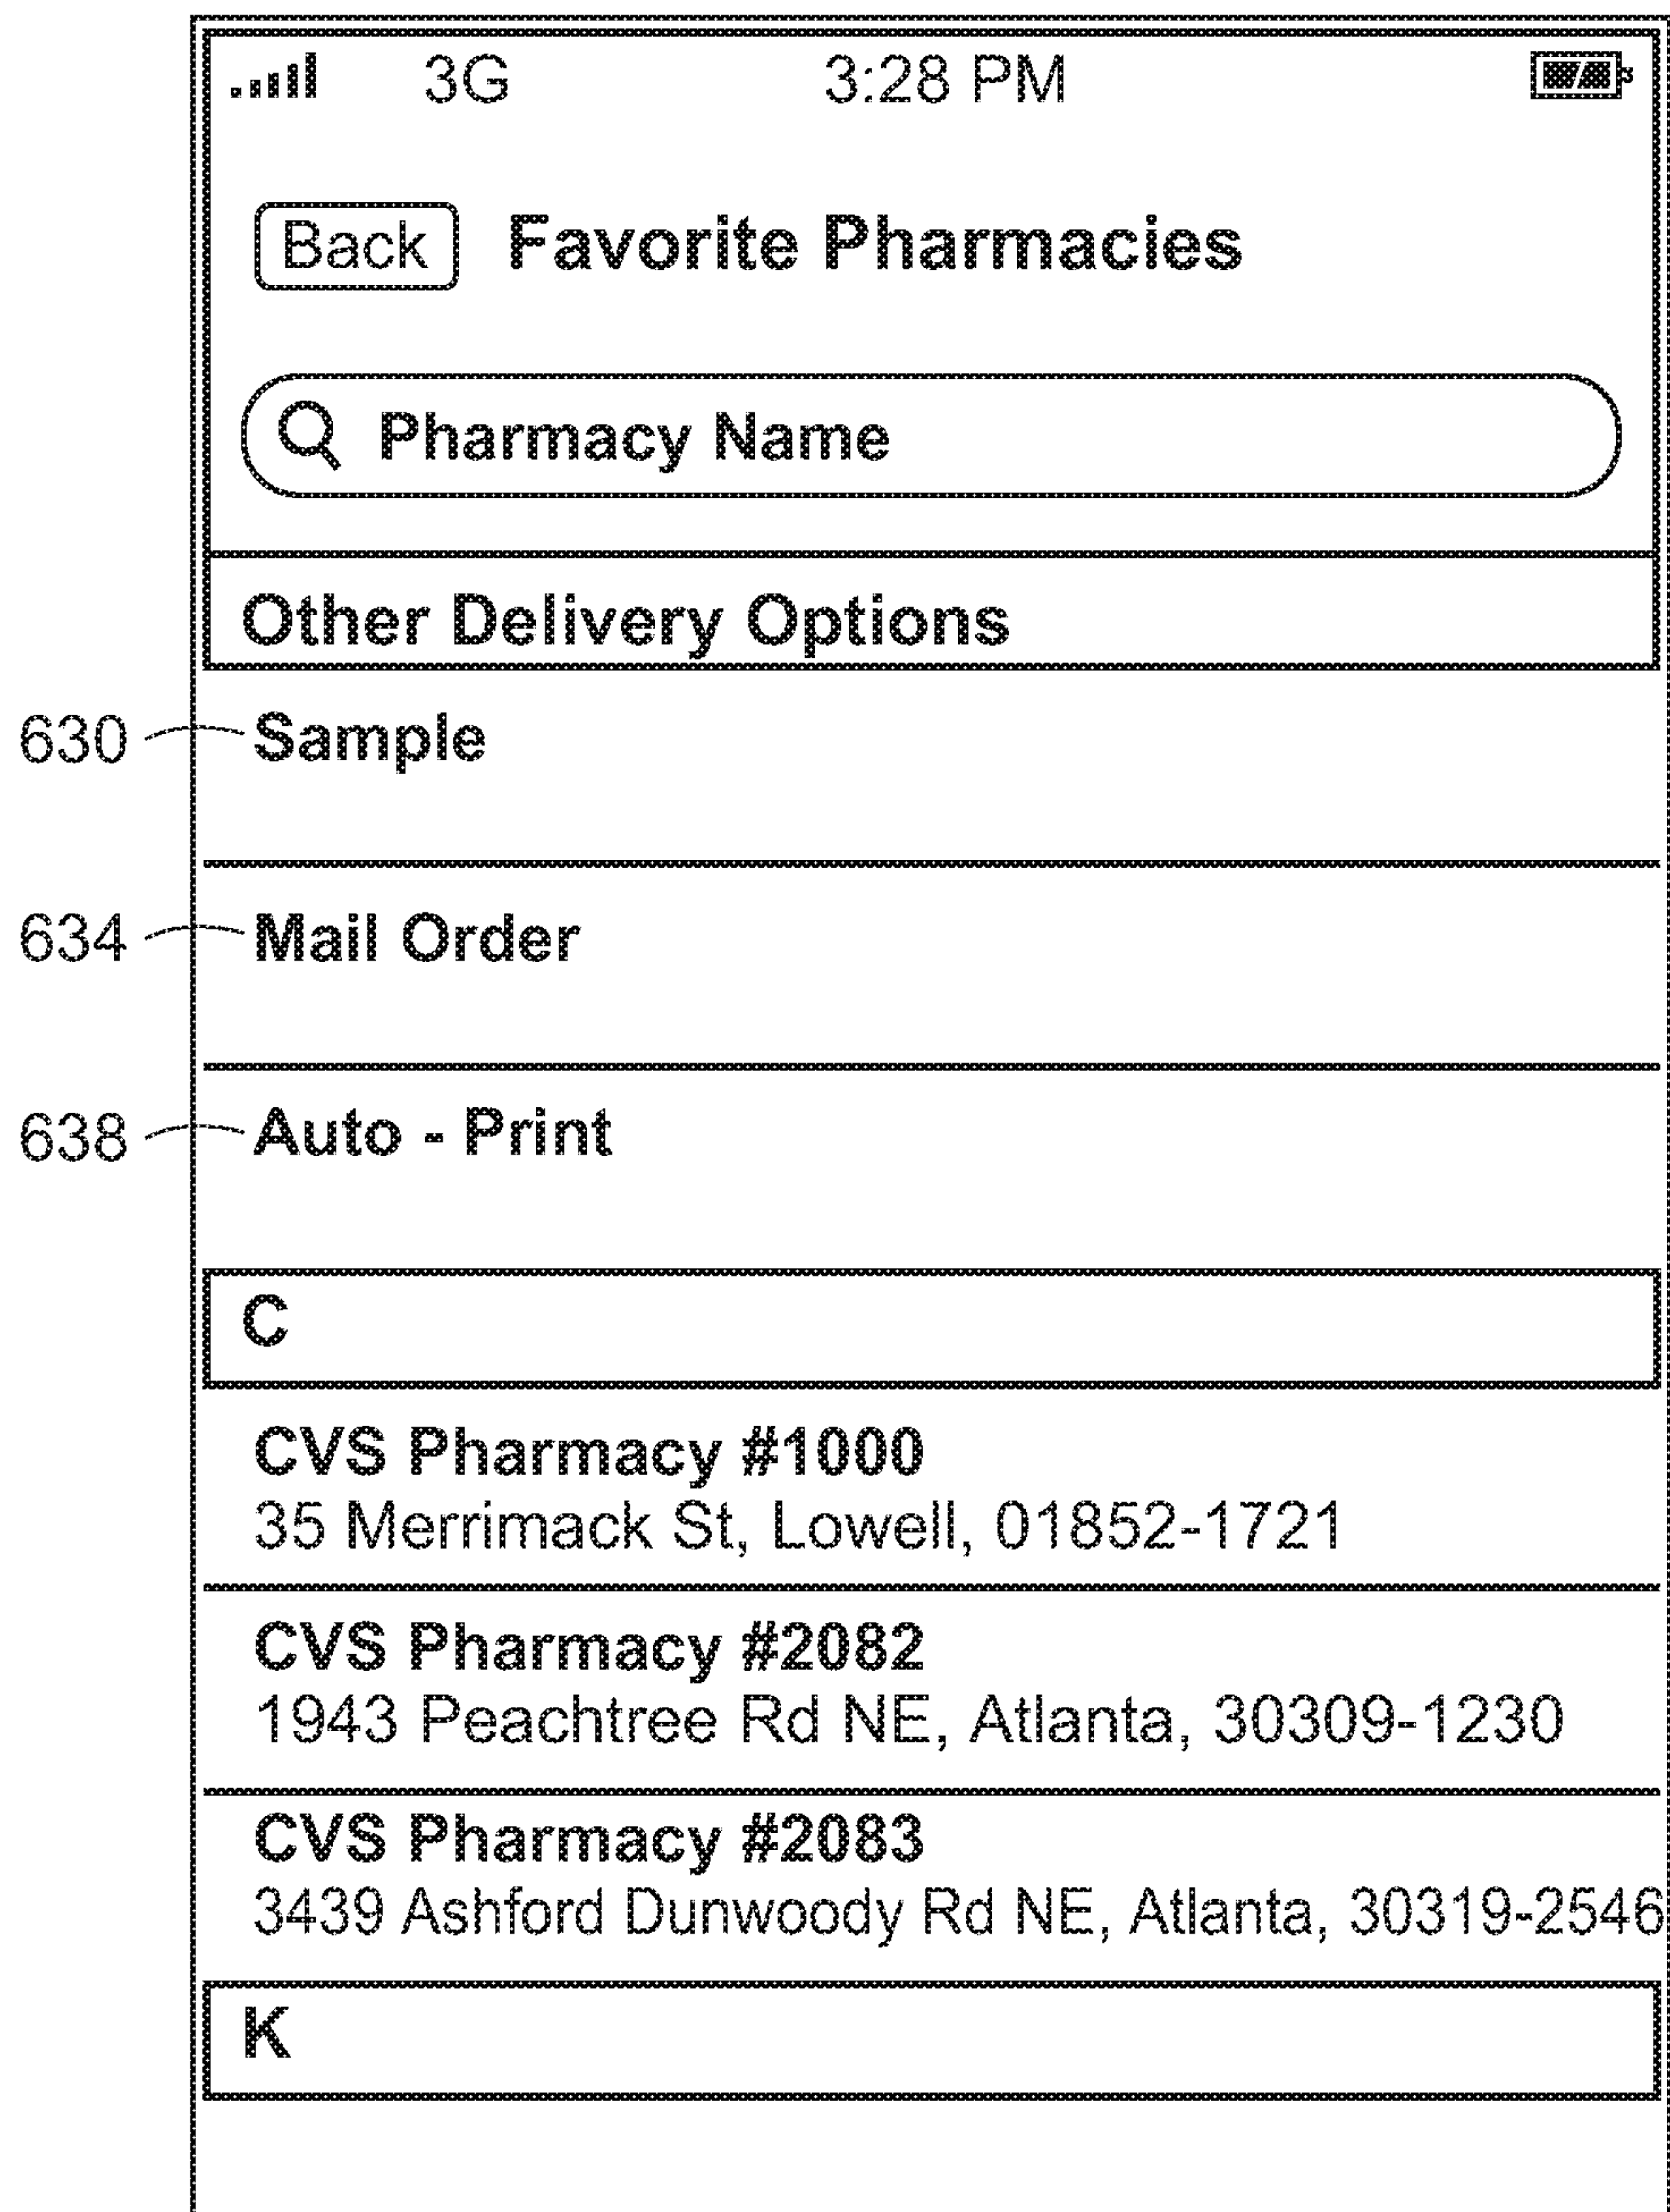 3G 3:28 PM
Back Favorite Pharmacies
Pharmacy Name
Other Delivery Options
630 Sample
634 Mail Order
638 Auto - Print
C
CVS Pharmacy #1000
35 Merrimack St, Lowell, 01852-1721
CVS Pharmacy #2082
1943 Peachtree Rd NE, Atlanta, 30309-1230
CVS Pharmacy #2083
3439 Ashford Dunwoody Rd NE, Atlanta, 30319-2546
K